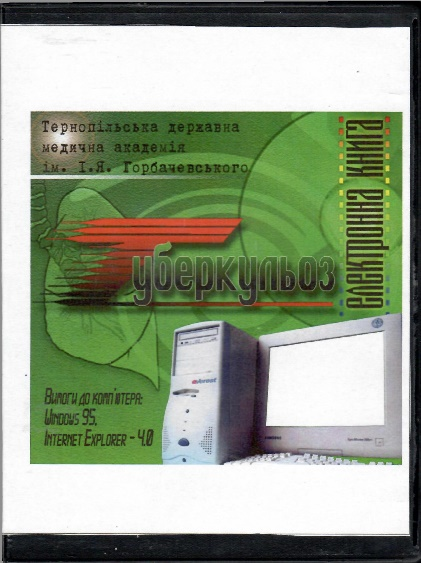 Тернопільська державна
медична академія
ім. І.Я. Горбачевського
Туберкульоз
електронна книга
Вимоги до комп'ютера:
Windows 95,
Internet Explorer - 4.0